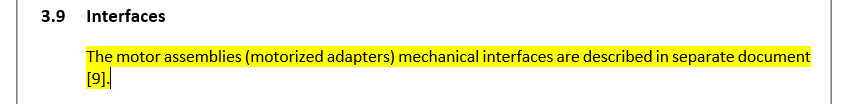 3.9 Interfaces
The motor assemblies (motorized adapters) mechanical interfaces are described in separate document
[9].